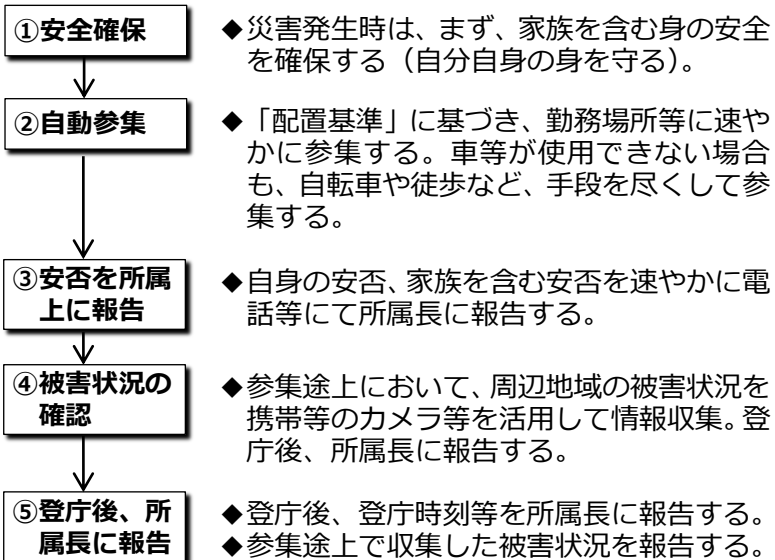 ①安全確保
◆災害発生時は、まず、家族を含む身の安全
を確保する（自分自身の身を守る）。
②自動参集
◆「配置基準」に基づき、勤務場所等に速や
かに参集する。車等が使用できない場合
も、自転車や徒歩など、手段を尽くして参
集する。
③安否を所属
上に報告
◆自身の安否、家族を含む安否を速やかに電
話等にて所属長に報告する。
④被害状況の
確認
◆参集途上において、周辺地域の被害状況を
携帯等のカメラ等を活用して情報収集。登
庁後、所属長に報告する。
⑤登庁後、所
属長に報告
◆登庁後、登庁時刻等を所属長に報告する。
◆参集途上で収集した被害状況を報告する。